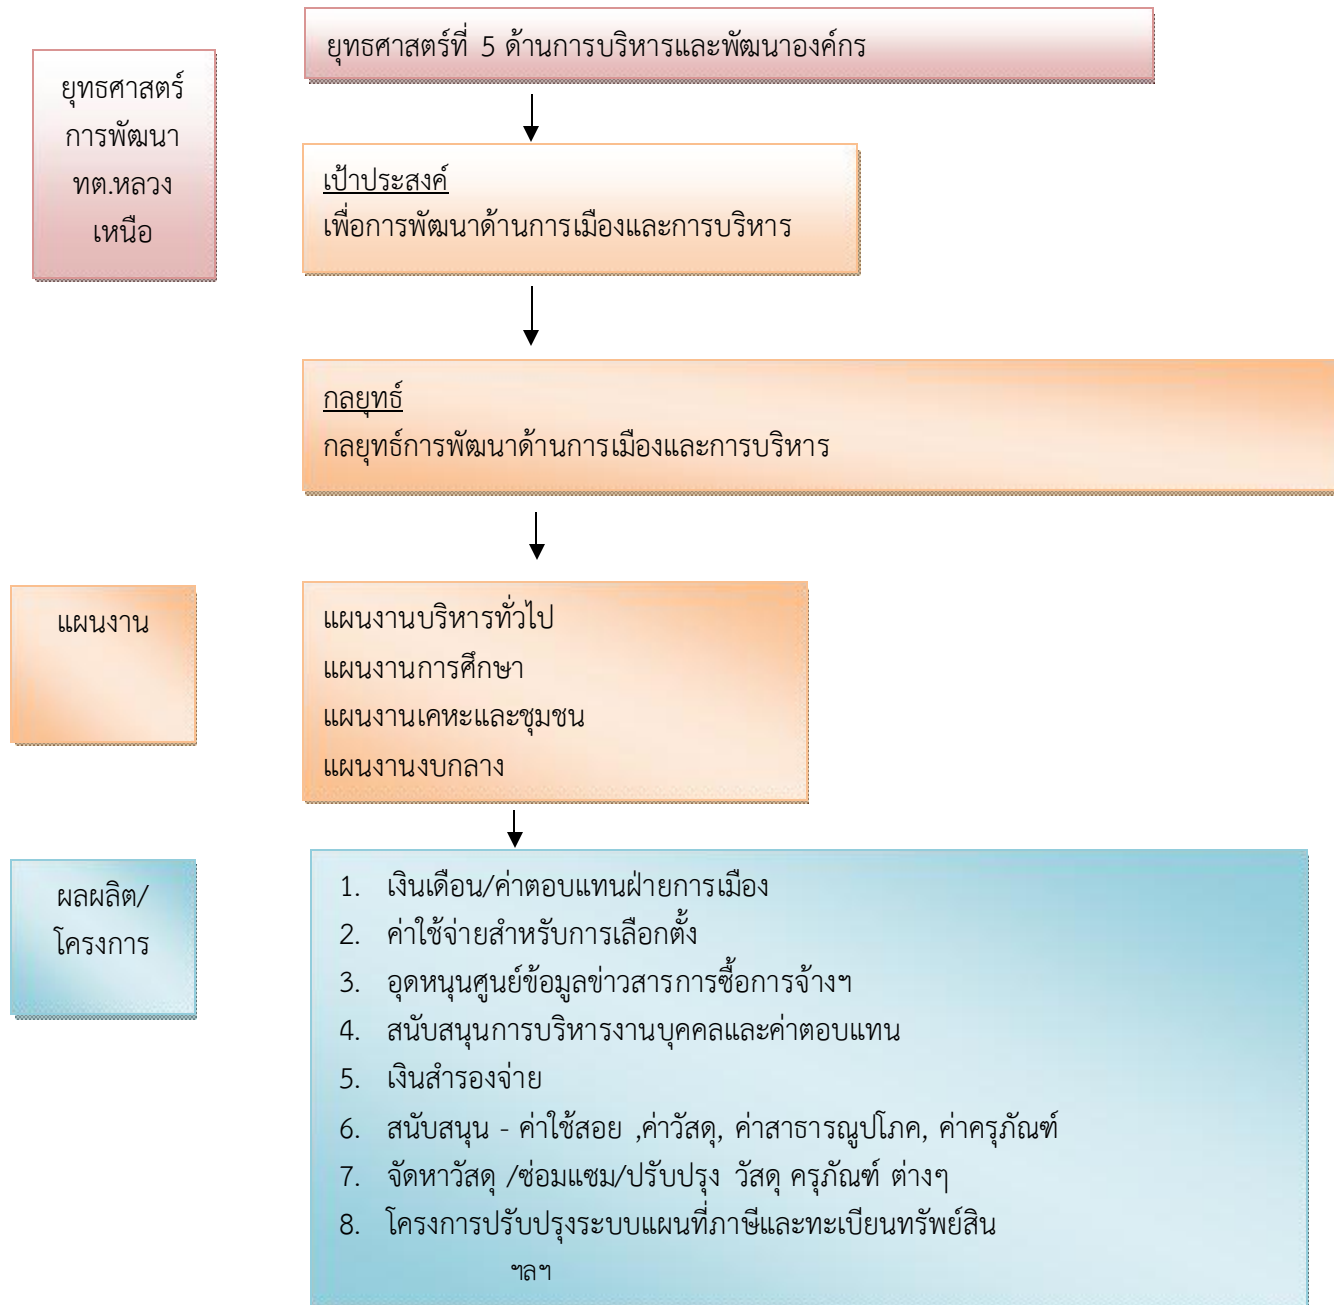 ยุทธศาสตร์ที่ 5 ด้านการบริหารและพัฒนาองค์กร
ยุทธศาสตร์
การพัฒนา
ทต.หลวง
เหนือ
เป้าประสงค์
เพื่อการพัฒนาด้านการเมืองและการบริหาร
กลยุทธ์
กลยุทธ์การพัฒนาด้านการเมืองและการบริหาร
แผนงาน
แผนงานบริหารทั่วไป
แผนงานการศึกษา
แผนงานเคหะและชุมชน
แผนงานงบกลาง
ผลผลิต/
โครงการ
1. เงินเดือน/ค่าตอบแทนฝ่ายการเมือง
2. ค่าใช้จ่ายสำหรับการเลือกตั้ง
3. อุดหนุนศูนย์ข้อมูลข่าวสารการซื้อการจ้างฯ
4. สนับสนุนการบริหารงานบุคคลและค่าตอบแทน
5. เงินสำรองจ่าย
6. สนับสนุน - ค่าใช้สอย ,ค่าวัสดุ, ค่าสาธารณูปโภค, ค่าครุภัณฑ์
7. จัดหาวัสดุ /ซ่อมแซม/ปรับปรุง วัสดุ ครุภัณฑ์ ต่างๆ
8. โครงการปรับปรุงระบบแผนที่ภาษีและทะเบียนทรัพย์สิน
ฯลฯ